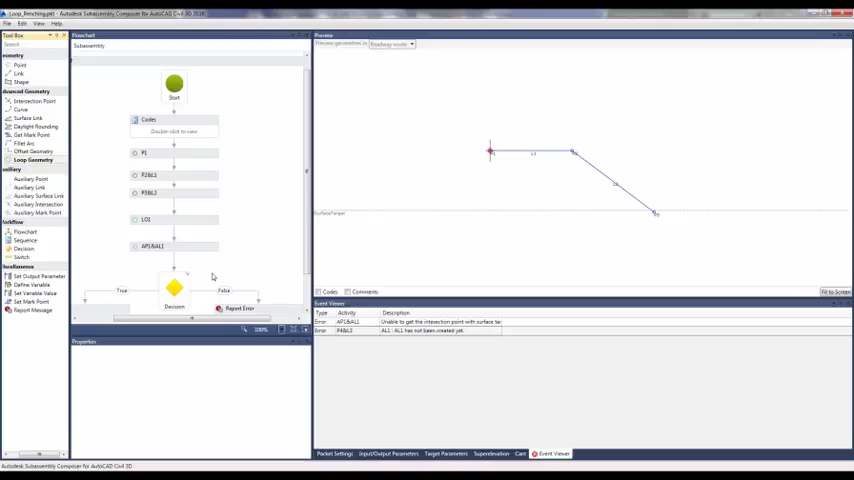 Loop_Benching.pkt - Autodesk Subassembly Composer for AutoCAD Civil 3D 2016
File Edit View Help
Tool Box
Search
eometry
Point
Link
Shape
dvanced Geometry
Intersection Point
Curve
Surface Link
Daylight Rounding
Get Mark Point
Fillet Arc
Offset Geometry
Loop Geometry
uxiliary
Auxiliary Point
Auxiliary Link
Auxiliary Surface Link
Auxiliary Intersection
Auxiliary Mark Point
Workflow
Flowchart
Sequence
Decision
Switch
iscellaneous
Set Output Parameter
Define Variable
Set Variable Value
Set Mark Point
Report Message
Flowchart
Subassembly
Start
Codes
Double-click to view
P1
P2&L1
P3&L2
LO1
AP1&AL1
True
False
Decision
Report Error
100%
Properties
Preview
Preview geometries in Roadway mode
L1
SurfaceTarget
Codes Comments
Fit to Screen
Event Viewer
Type Activity Description
Error AP1&AL1 Unable to get the intesection point with surface tar
Error P4&L3 AL1 : AL1 has not been created yet.
Packet Settings Input/Output Parameters Target Parameters Superelevation Cant Event Viewer
Autodesk Subassembly Composer for AutoCAD Civil 3D